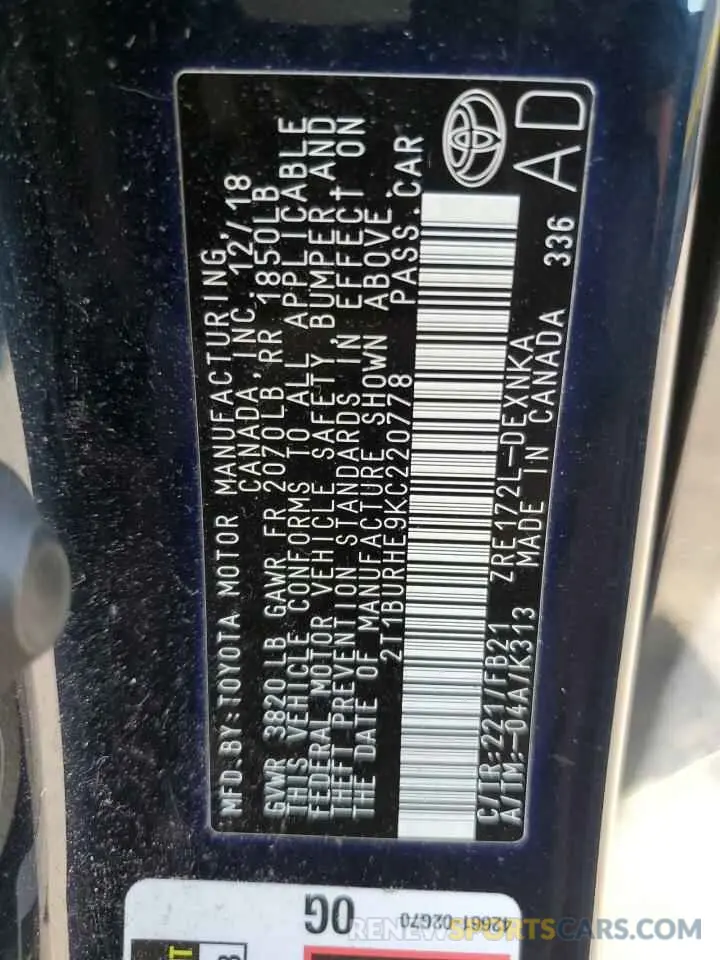 MFD.BY:TOYOTA MOTOR MANUFACTURING
CANADA, INC. 12/18
GVWR 3820LB GAWR FR 2070LB RR 1850LB
THIS VEHICLE CONFORMS TO ALL APPLICABLE
FEDERAL MOTOR VEHICLE SAFETY, BUMPER, AND
THEFT PREVENTION STANDARDS IN EFFECT ON
THE DATE OF MANUFACTURE SHOWN ABOVE.
2T1BURHE9KC220778 PASS.CAR
C/TR:221/FB21 ZRE172L-DEXNKA
A/TM:-04A/K313 MADE IN CANADA 336
AD
OG
42661-02G70
RENEWSPORTSCARS.COM